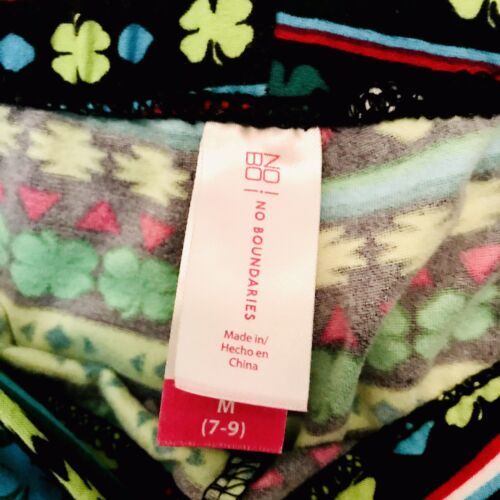 NO
BO
NO BOUNDARIES
Made in/
Hecho en
China
M
(7-9)